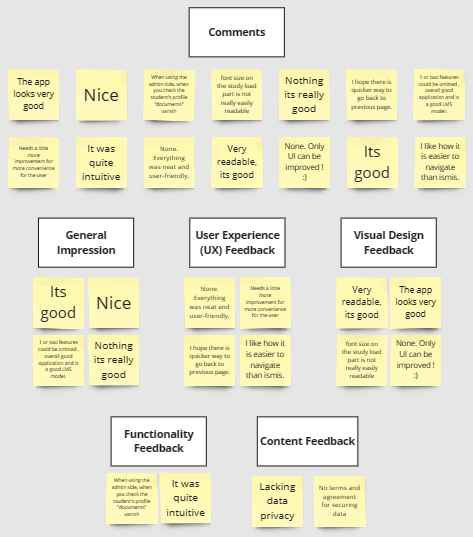 Comments
The app
looks very
good
Nice
When using the
admin side, when
you check the
student's profile
"documents"
vanish
font size on
the study load
part is not
really easily
readable
Nothing
its really
good
I hope there is
quicker way to
go back to
previous page.
1 or two features
could be omitted ,
overall good
application and is
a good LMS
model.
Needs a little
more
improvement for
more convenience
for the user
It was
quite
intuitive
None.
Everything
was neat and
user-friendly.
Very
readable,
its good
None. Only
UI can be
improved !
:)
Its
good
I like how it
is easier to
navigate
than ismis.
General
Impression
User Experience
(UX) Feedback
Visual Design
Feedback
Its
good
Nice
None.
Everything
was neat and
user-friendly.
Needs a little
more
improvement for
more convenience
for the user
Very
readable,
its good
The app
looks very
good
1 or two features
could be omitted ,
overall good
application and is
a good LMS
model.
Nothing
its really
good
I hope there is
quicker way to
go back to
previous page.
I like how it
is easier to
navigate
than ismis.
font size on
the study load
part is not
really easily
readable
None. Only
UI can be
improved !
:)
Functionality
Feedback
Content Feedback
When using the
admin side, when
you check the
student's profile
"documents"
vanish
It was
quite
intuitive
Lacking
data
privacy
No terms and
agreement
for securing
data